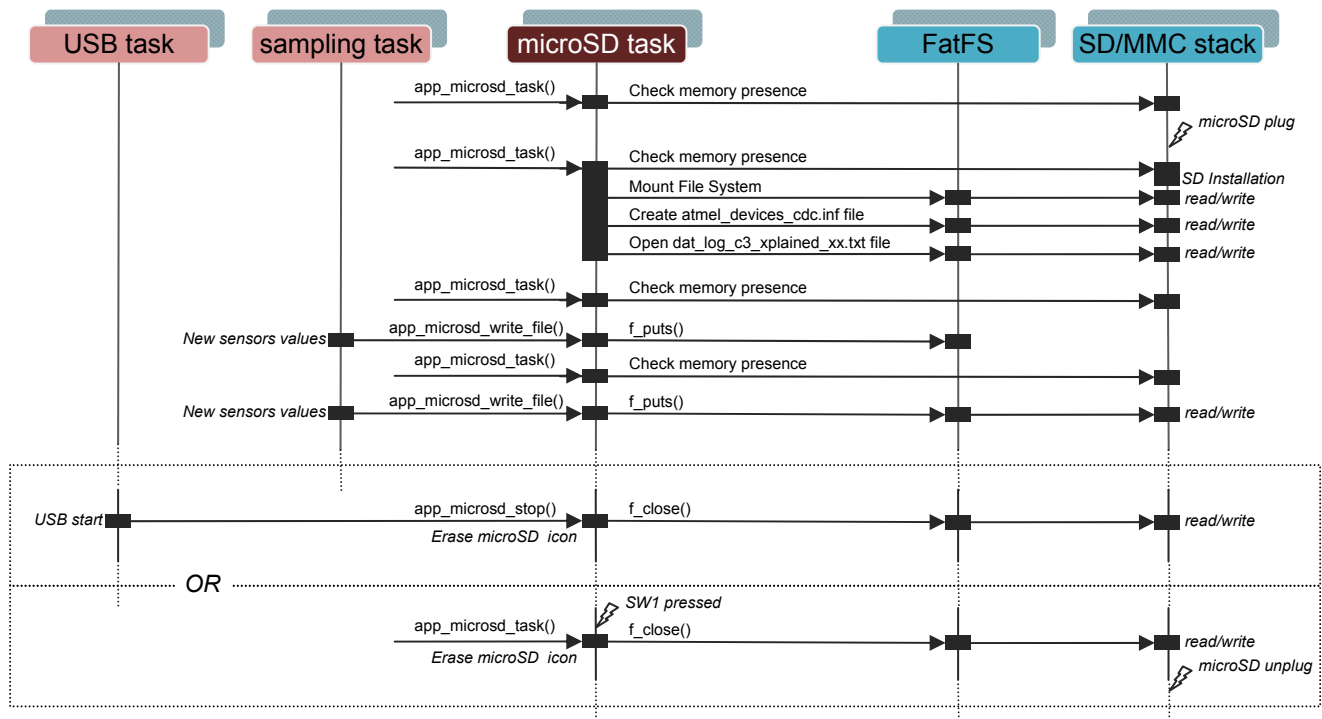 USB task
sampling task
microSD task
FatFS
SD/MMC stack
app_microsd_task()
Check memory presence
microSD plug
app_microsd_task()
Check memory presence
SD Installation
Mount File System
read/write
Create atmel_devices_cdc.inf file
read/write
Open dat_log_c3_xplained_xx.txt file
read/write
app_microsd_task()
Check memory presence
New sensors values
app_microsd_write_file()
f_puts()
app_microsd_task()
Check memory presence
New sensors values
app_microsd_write_file()
f_puts()
read/write
USB start
app_microsd_stop()
f_close()
read/write
Erase microSD icon
OR
SW1 pressed
app_microsd_task()
f_close()
read/write
Erase microSD icon
microSD unplug